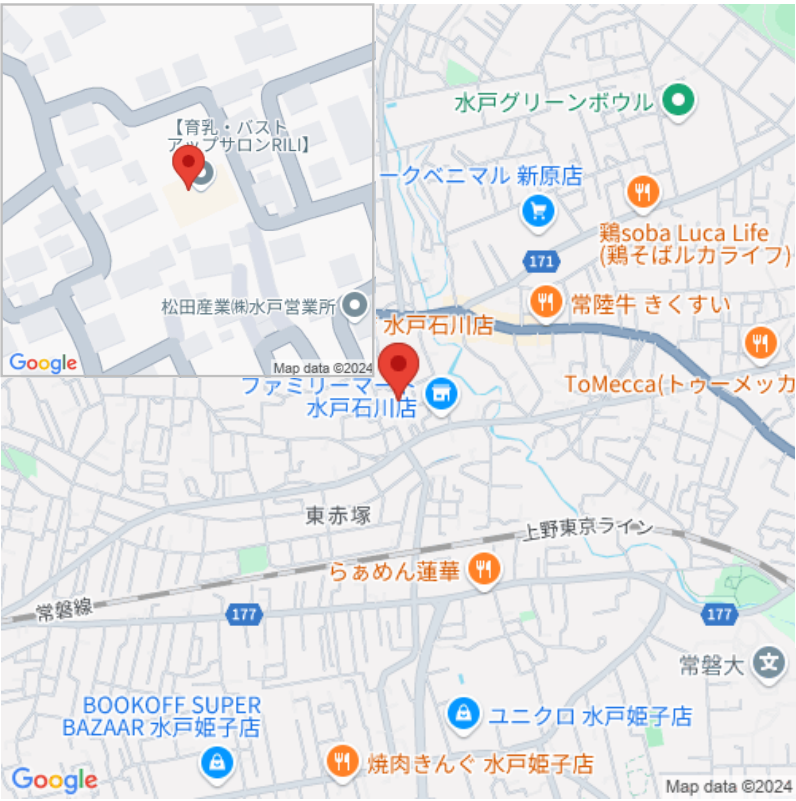 【育乳・バスト
アップサロンRILI】
松田産業㈱水戸営業所
Google
Map data ©2024
水戸グリーンボウル
ークベニマル 新原店
鶏soba Luca Life
(鶏そばルカライフ)
171
常陸牛 きくすい
水戸石川店
ToMecca(トゥーメッカ
ファミリーマート
水戸石川店
東赤塚
上野東京ライン
らぁめん蓮華
常磐線
177
177
常磐大
文
BOOKOFF SUPER
BAZAAR 水戸姫子店
ユニクロ 水戸姫子店
焼肉きんぐ 水戸姫子店
Google
Map data ©2024